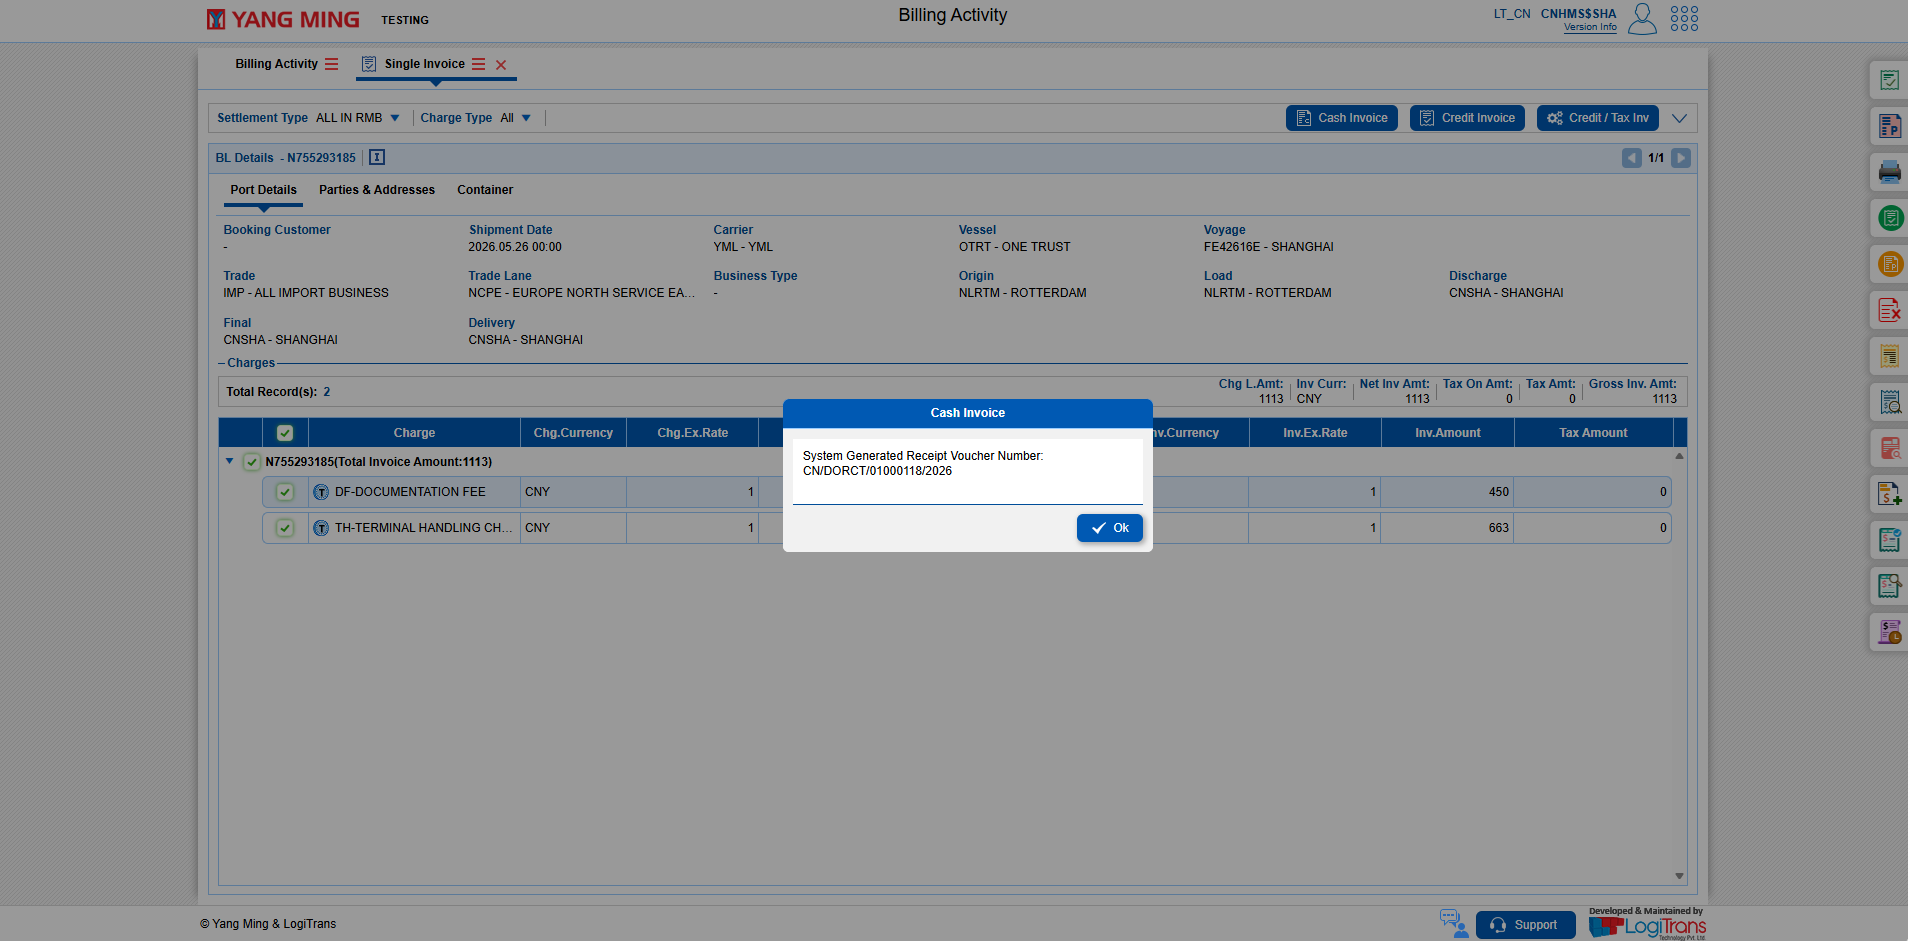 YANG MING TESTING
Billing Activity
LT_CN CNHMS$SHA
Version Info
Billing Activity
Single Invoice
Settlement Type ALL IN RMB Charge Type All
Cash Invoice Credit Invoice Credit / Tax Inv
BL Details - N755293185
1/1
Port Details Parties & Addresses Container
Booking Customer Shipment Date Carrier Vessel Voyage
- 2026.05.26 00:00 YML - YML OTRT - ONE TRUST FE42616E - SHANGHAI
Trade Trade Lane Business Type Origin Load Discharge
IMP - ALL IMPORT BUSINESS NCPE - EUROPE NORTH SERVICE EA... - NLRTM - ROTTERDAM NLRTM - ROTTERDAM CNSHA - SHANGHAI
Final Delivery
CNSHA - SHANGHAI CNSHA - SHANGHAI
Charges
Total Record(s): 2
Chg L.Amt: Inv Curr: Net Inv Amt: Tax On Amt: Tax Amt: Gross Inv. Amt:
1113 CNY 1113 0 0 1113
Cash Invoice
Charge Chg.Currency Chg.Ex.Rate nv.Currency Inv.Ex.Rate Inv.Amount Tax Amount
System Generated Receipt Voucher Number:
CN/DORCT/01000118/2026
Ok
N755293185(Total Invoice Amount:1113)
DF-DOCUMENTATION FEE CNY 1 1 450 0
TH-TERMINAL HANDLING CH... CNY 1 1 663 0
© Yang Ming & LogiTrans
Support
Developed & Maintained by
LogiTrans
Technology Pvt. Ltd.